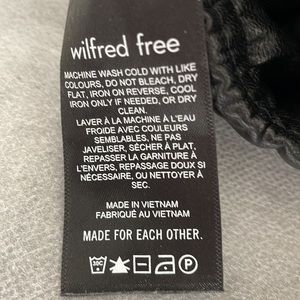 wilfred free
MACHINE WASH COLD WITH LIKE
COLOURS, DO NOT BLEACH, DRY
FLAT, IRON ON REVERSE, COOL
IRON ONLY IF NEEDED, OR DRY
CLEAN.
LAVER À LA MACHINE À L'EAU
FROIDE AVEC COULEURS
SEMBLABLES, NE PAS
JAVELISER, SÉCHER À PLAT,
REPASSER LA GARNITURE À
L'ENVERS, REPASSAGE DOUX SI
NÉCESSAIRE, OU NETTOYER À
SEC.
MADE IN VIETNAM
FABRIQUÉ AU VIETNAM
MADE FOR EACH OTHER.
30C P